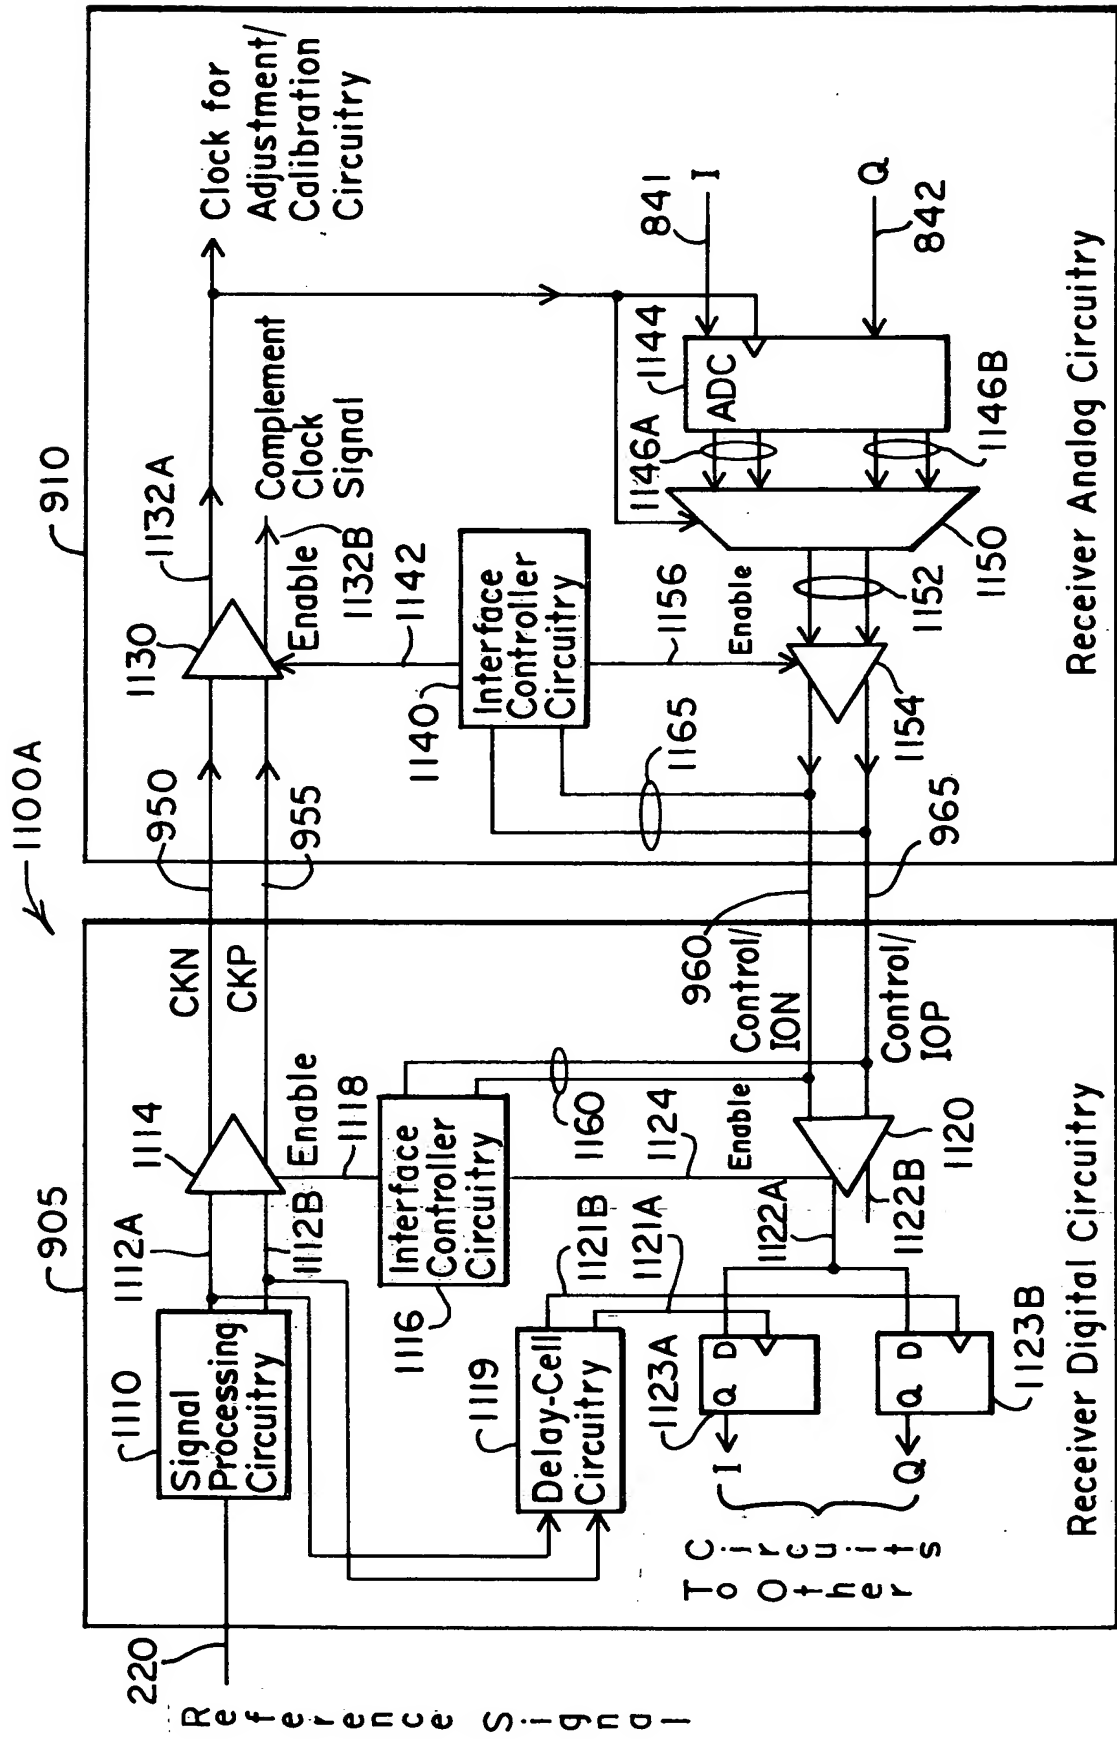 1100A
905
910
Reference Signal
220
1110
Signal
Processing
Circuitry
1112A
1112B
1114
Enable
1118
CKN
CKP
950
955
1130
1132A
Clock for
Adjustment/
Calibration
Circuitry
Complement
Clock
Signal
Enable
1132B
1142
1116
Interface
Controller
Circuitry
1160
1124
Enable
1140
Interface
Controller
Circuitry
1165
1156
Enable
1119
Delay-Cell
Circuitry
1121B
1121A
1122A
1122B
1120
1123A
Q D
1123B
Q D
I
Q
To Other
Circuits
960
Control/
ION
Control/
IOP
965
1154
1152
1150
1146A
1146B
1144
ADC
841
I
Q
842
Receiver Digital Circuitry
Receiver Analog Circuitry